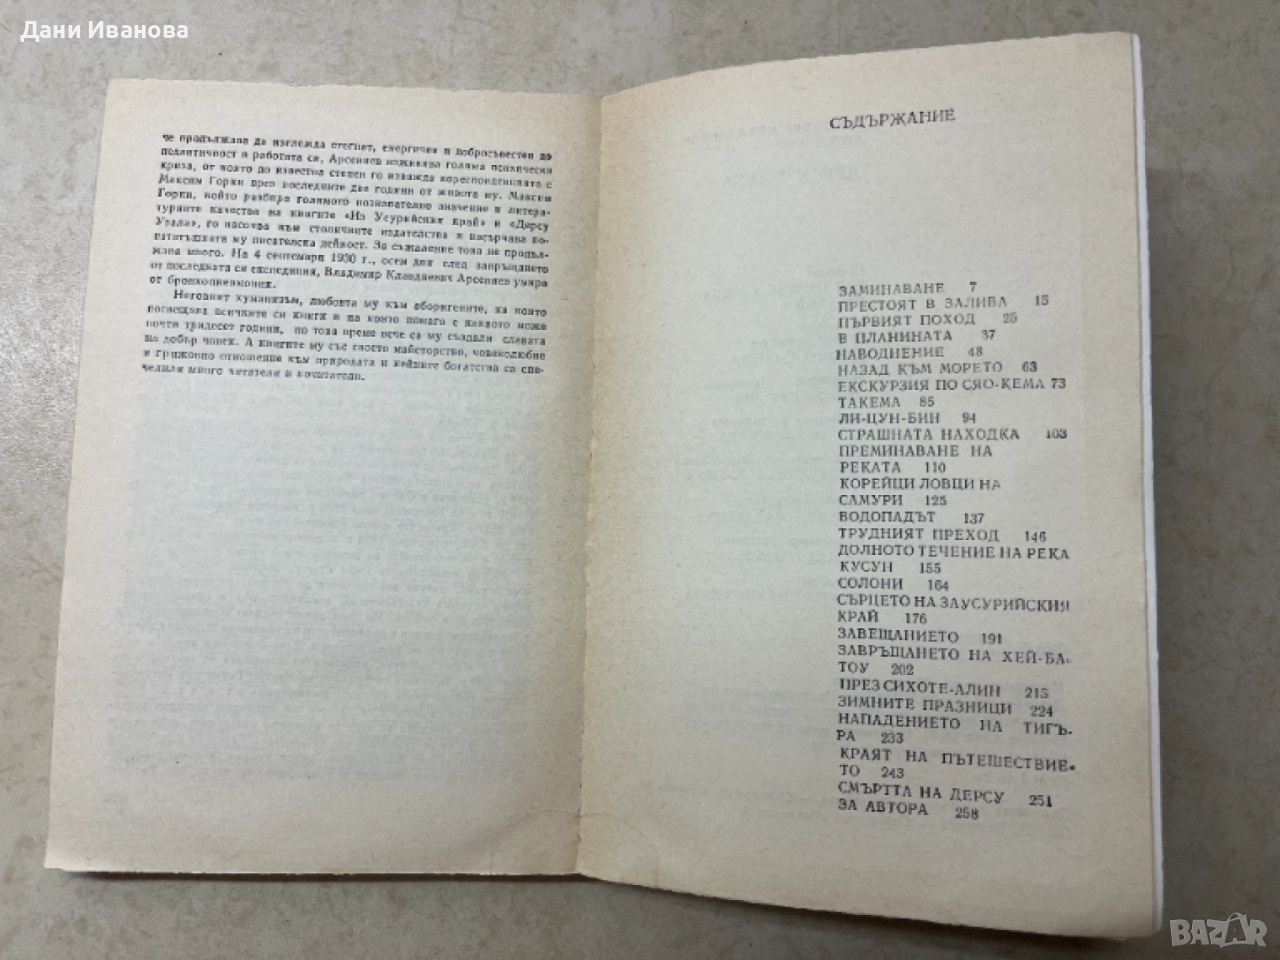 Дани Иванова
че продължава да изглежда стегнат, енергичен и добросъвестен до
педантичност в работата си, Арсениев изживява голяма психическа
криза, от която до известна степен го изважда кореспонденцията с
Максим Горки през последните две години от живота му. Максим
Горки, който разбира голямото познавателно значение и литера-
турните качества на книгите «Из Усурийския край» и «Дерсу
Узала», го насочва към столичните издателства и насърчава по-
нататъшната му писателска дейност. За съжаление това не продъл-
жава много. На 4 септември 1930 г., осем дни след завръщането
от последната си експедиция, Владимир Клавдиевич Арсениев умира
от бронхопневмония.
Неговият хуманизъм, любовта му към аборигените, на които
посвещава всичките си книги и на които помага с каквото може
почти тридесет години, по това време вече са му създали славата
на добър човек. А книгите му със своето майсторство, човеколюбие
и грижовно отношение към природата и нейните богатства са спе-
челили много читатели и почитатели.
СЪДЪРЖАНИЕ
ЗАМИНАВАНЕ 7
ПРЕСТОЯТ В ЗАЛИВА 15
ПЪРВИЯТ ПОХОД 25
В ПЛАНИНАТА 37
НАВОДНЕНИЕ 48
НАЗАД КЪМ МОРЕТО 63
ЕКСКУРЗИЯ ПО СЯО-КЕМА 73
ТАКЕМА 85
ЛИ-ЦУН-БИН 94
СТРАШНАТА НАХОДКА 103
ПРЕМИНАВАНЕ НА
РЕКАТА 110
КОРЕЙЦИ ЛОВЦИ НА
САМУРИ 125
ВОДОПАДЪТ 137
ТРУДНИЯТ ПРЕХОД 146
ДОЛНОТО ТЕЧЕНИЕ НА РЕКА
КУСУН 155
СОЛОНИ 164
СЪРЦЕТО НА ЗАУСУРИЙСКИЯ
КРАЙ 176
ЗАВЕЩАНИЕТО 191
ЗАВРЪЩАНЕТО НА ХЕЙ-БА-
ТОУ 202
ПРЕЗ СИХОТЕ-АЛИН 215
ЗИМНИТЕ ПРАЗНИЦИ 224
НАПАДЕНИЕТО НА ТИГЪ-
РА 233
КРАЯТ НА ПЪТЕШЕСТВИЕ-
ТО 243
СМЪРТТА НА ДЕРСУ 251
ЗА АВТОРА 258
BAZAR